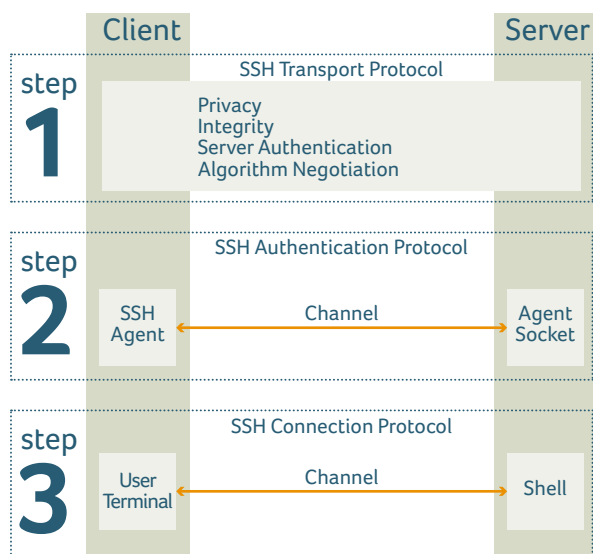 Client
Server
step
1
SSH Transport Protocol
Privacy
Integrity
Server Authentication
Algorithm Negotiation
step
2
SSH Authentication Protocol
SSH
Agent
Channel
Agent
Socket
step
3
SSH Connection Protocol
User
Terminal
Channel
Shell